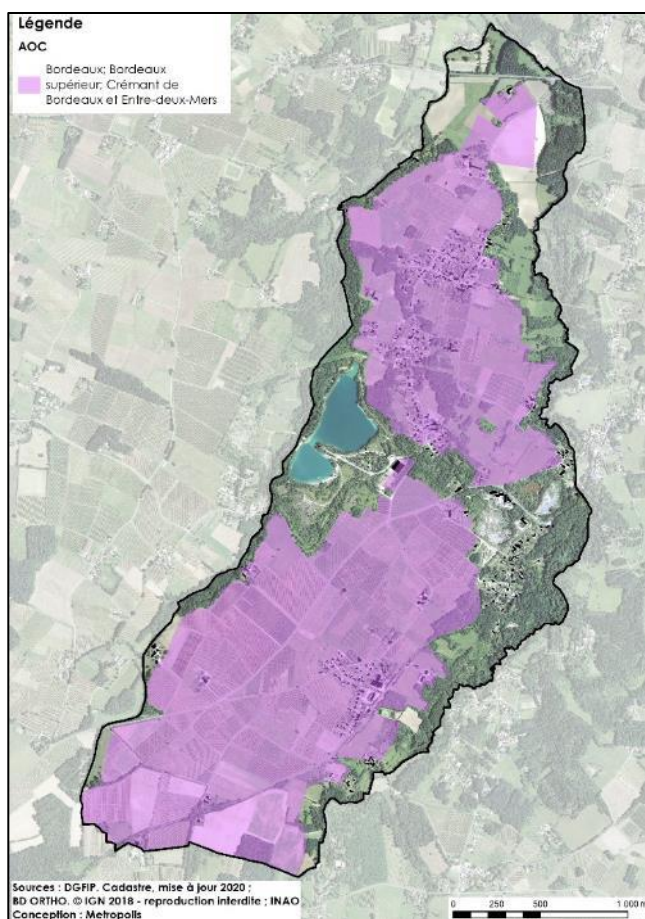 Légende
AOC
Bordeaux; Bordeaux
supérieur; Crémant de
Bordeaux et Entre-deux-Mers
Sources : DGFIP. Cadastre, mise à jour 2020 ;
BD ORTHO. © IGN 2018 - reproduction interdite ; INAO
Conception : Metropolis
0 250 500 1 000 m